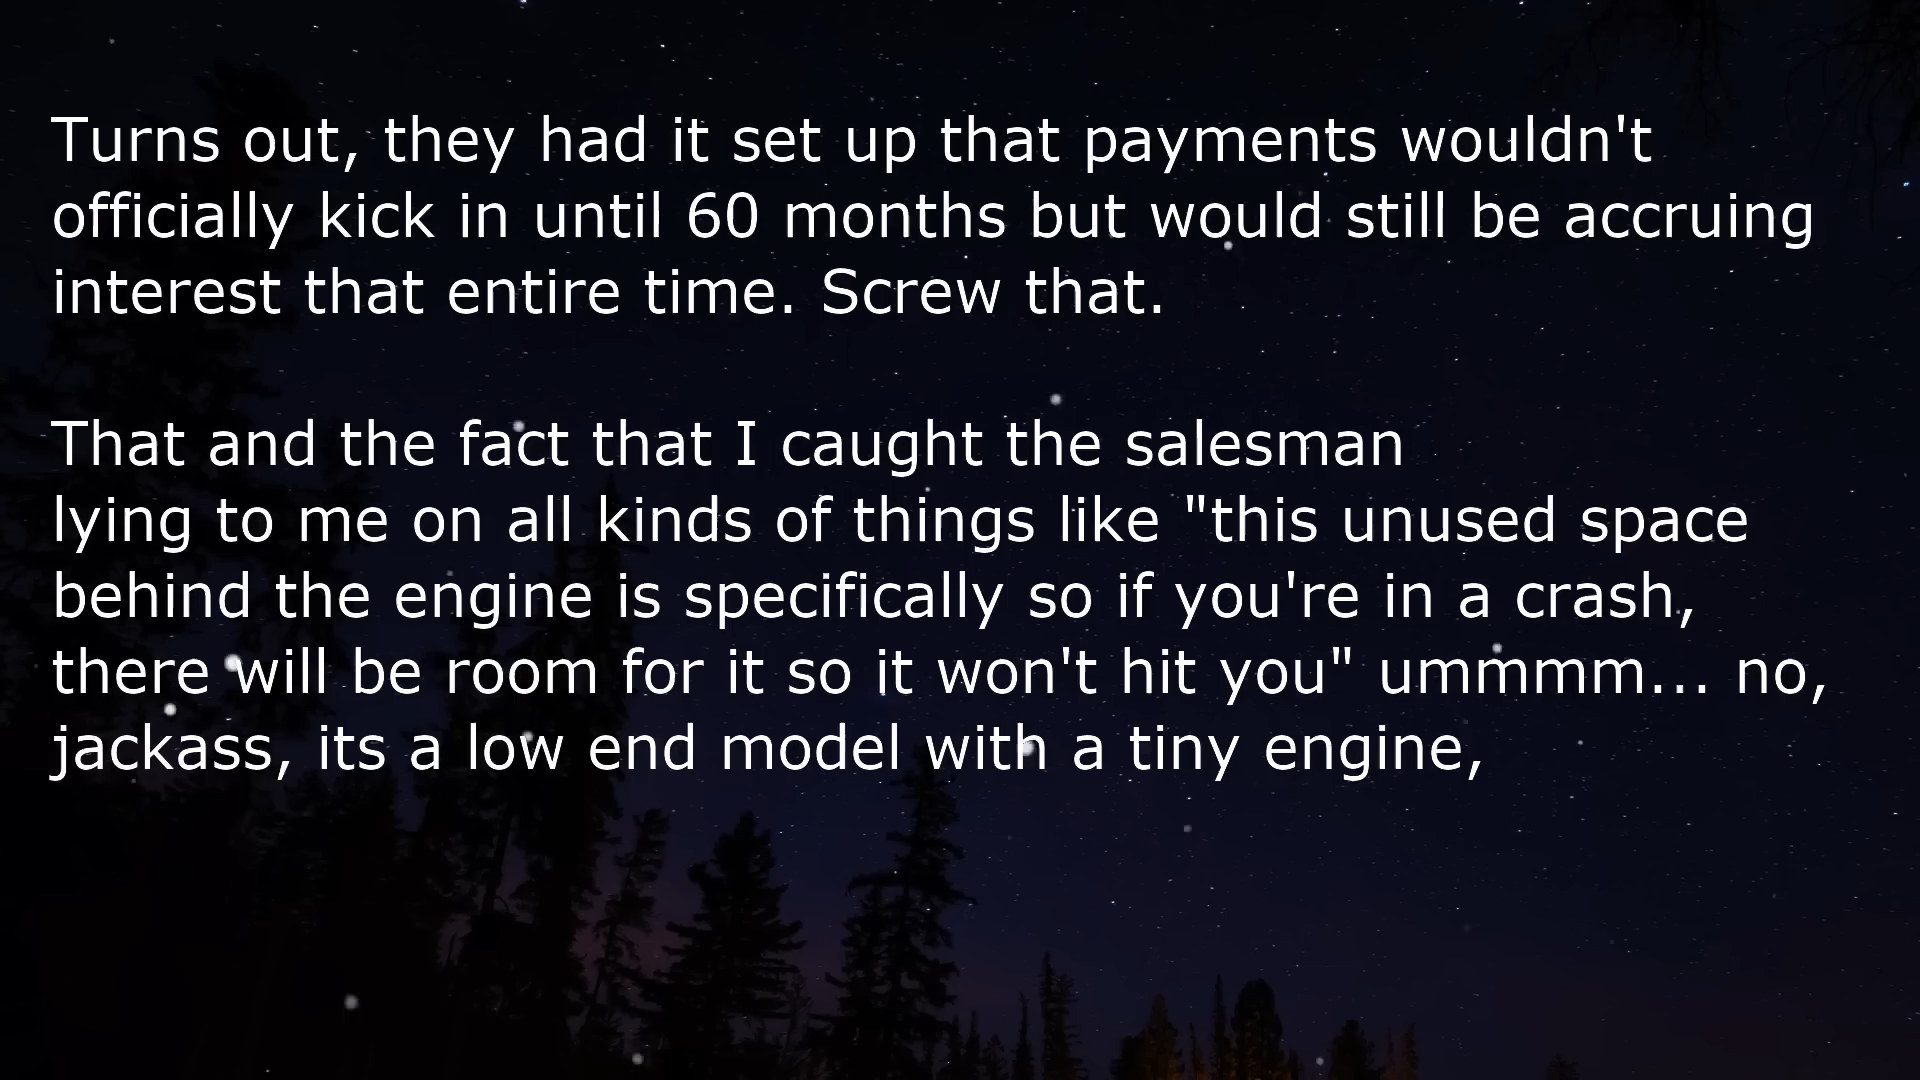 Turns out, they had it set up that payments wouldn't
officially kick in until 60 months but would still be accruing
interest that entire time. Screw that.
That and the fact that I caught the salesman
lying to me on all kinds of things like "this unused space
behind the engine is specifically so if you're in a crash,
there will be room for it so it won't hit you" ummmm... no,
jackass, its a low end model with a tiny engine,